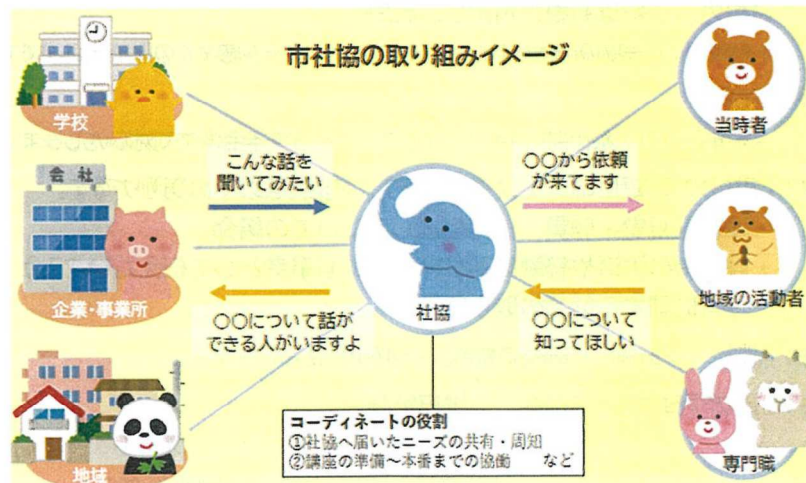 市社協の取り組みイメージ
学校
当時者
こんな話を
聞いてみたい
〇〇から依頼
が来てます
会社
企業・事業所
社協
地域の活動者
〇〇について話が
できる人がいますよ
〇〇について
知ってほしい
コーディネートの役割
①社協へ届いたニーズの共有・周知
②講座の準備～本番までの協働　　など
地域
専門職